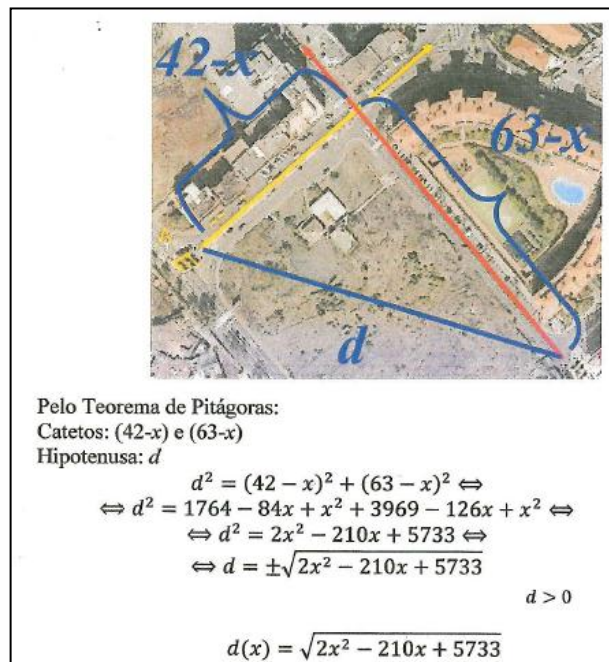 42-x
63-x
d
Pelo Teorema de Pitágoras:
Catetos: (42-x) e (63-x)
Hipotenusa: d
d² = (42 − x)² + (63 − x)² ⇔
⇔ d² = 1764 − 84x + x² + 3969 − 126x + x² ⇔
⇔ d² = 2x² − 210x + 5733 ⇔
⇔ d = ±√(2x² − 210x + 5733)
d > 0
d(x) = √(2x² − 210x + 5733)